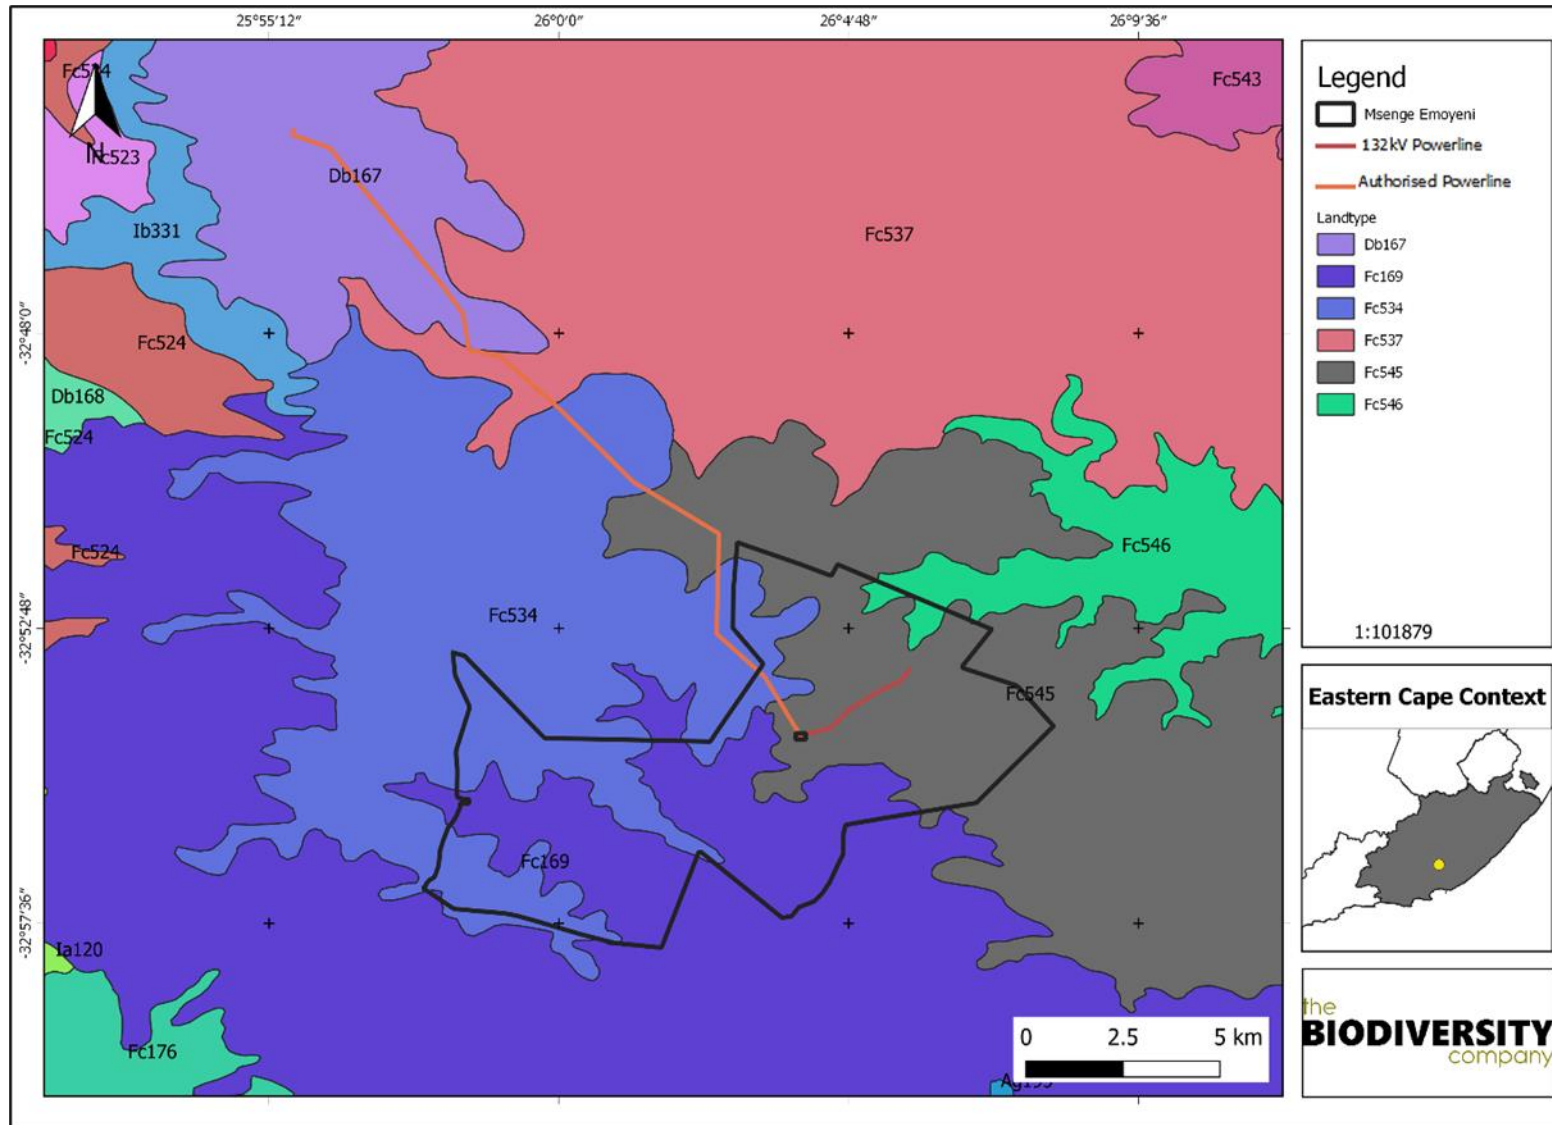 25°55'12" 26°0'0" 26°4'48" 26°9'36"
-32°48'0"
-32°52'48"
-32°57'36"
N
Fc523
Db167
Fc543
Ib331
Fc537
Fc524
Db168
Fc524
Fc524
Fc546
Fc534
Fc545
Fc169
Ia120
Fc176
0 2.5 5 km
Legend
Msenge Emoyeni
132kV Powerline
Authorised Powerline
Landtype
Db167
Fc169
Fc534
Fc537
Fc545
Fc546
1:101879
Eastern Cape Context
the
BIODIVERSITY
company